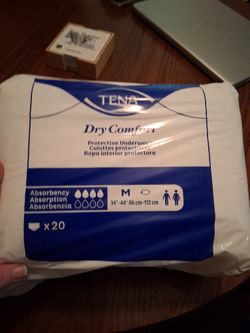 TENA
Dry Comfort
Protective Underwear
Culottes protectrices
Ropa interior protectora
Absorbency
Absorption
Absorbencia
M
34"-44" (86 cm-112 cm)
x 20